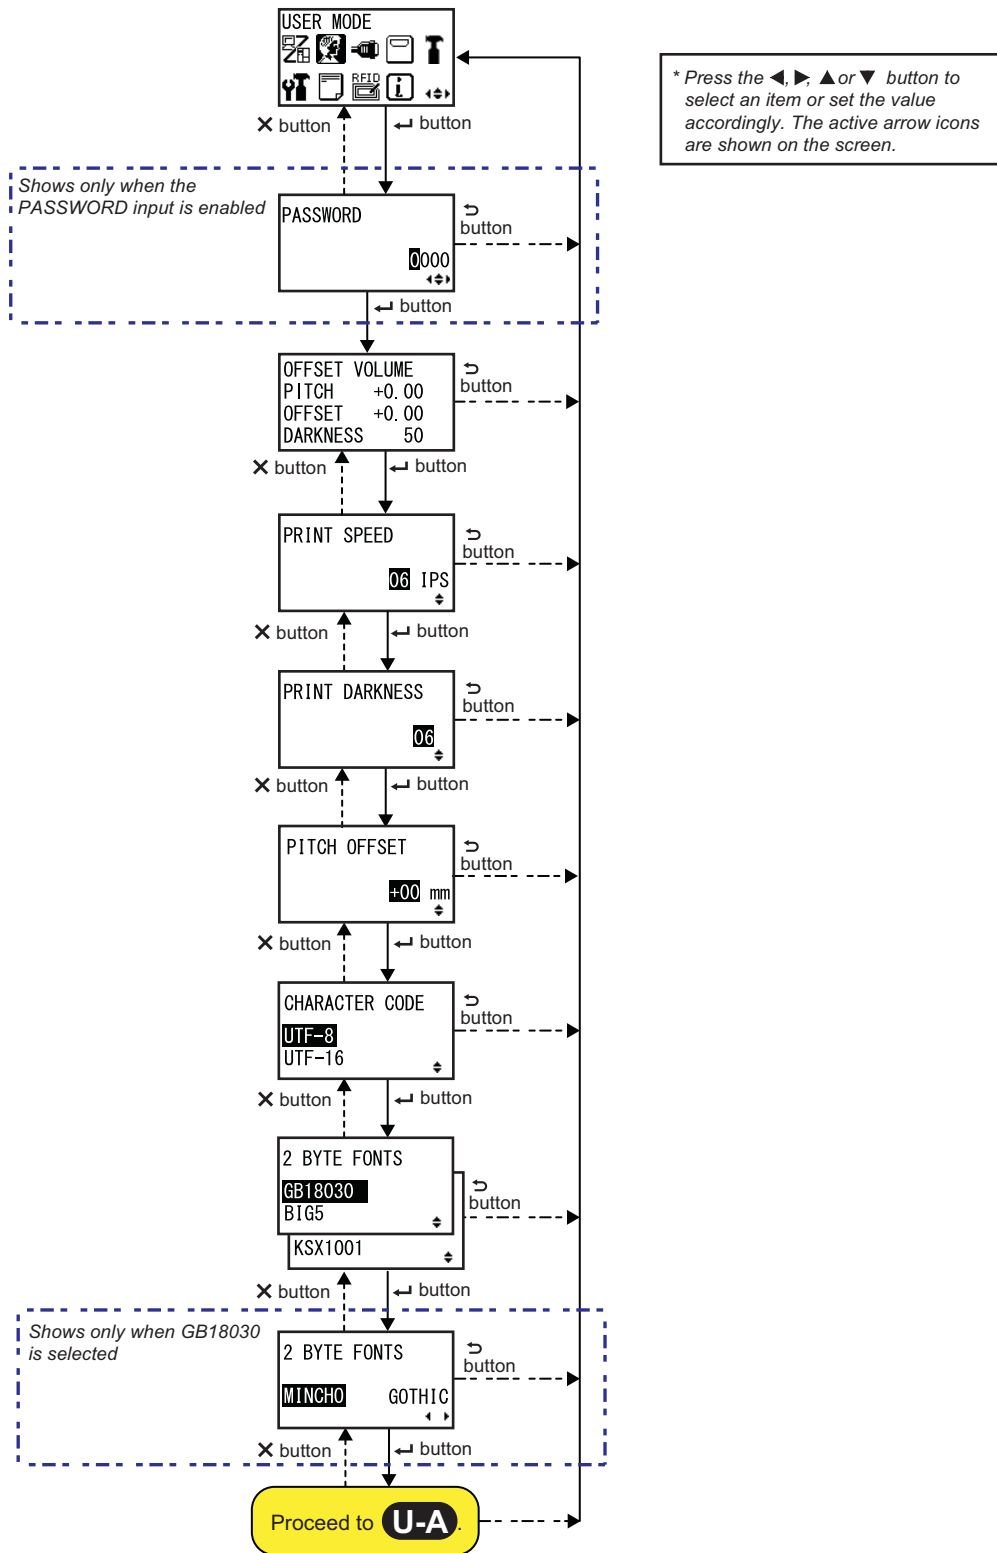 USER MODE
RFID
* Press the ◀, ▶, ▲ or ▼ button to
select an item or set the value
accordingly. The active arrow icons
are shown on the screen.
✕ button
↵ button
Shows only when the
PASSWORD input is enabled
PASSWORD
0000
⮌
button
↵ button
OFFSET VOLUME
PITCH +0.00
OFFSET +0.00
DARKNESS 50
⮌
button
✕ button
↵ button
PRINT SPEED
06 IPS
⮌
button
✕ button
↵ button
PRINT DARKNESS
06
⮌
button
✕ button
↵ button
PITCH OFFSET
+00 mm
⮌
button
✕ button
↵ button
CHARACTER CODE
UTF-8
UTF-16
⮌
button
✕ button
↵ button
2 BYTE FONTS
GB18030
BIG5
KSX1001
⮌
button
✕ button
↵ button
Shows only when GB18030
is selected
2 BYTE FONTS
MINCHO GOTHIC
⮌
button
✕ button
↵ button
Proceed to U-A.